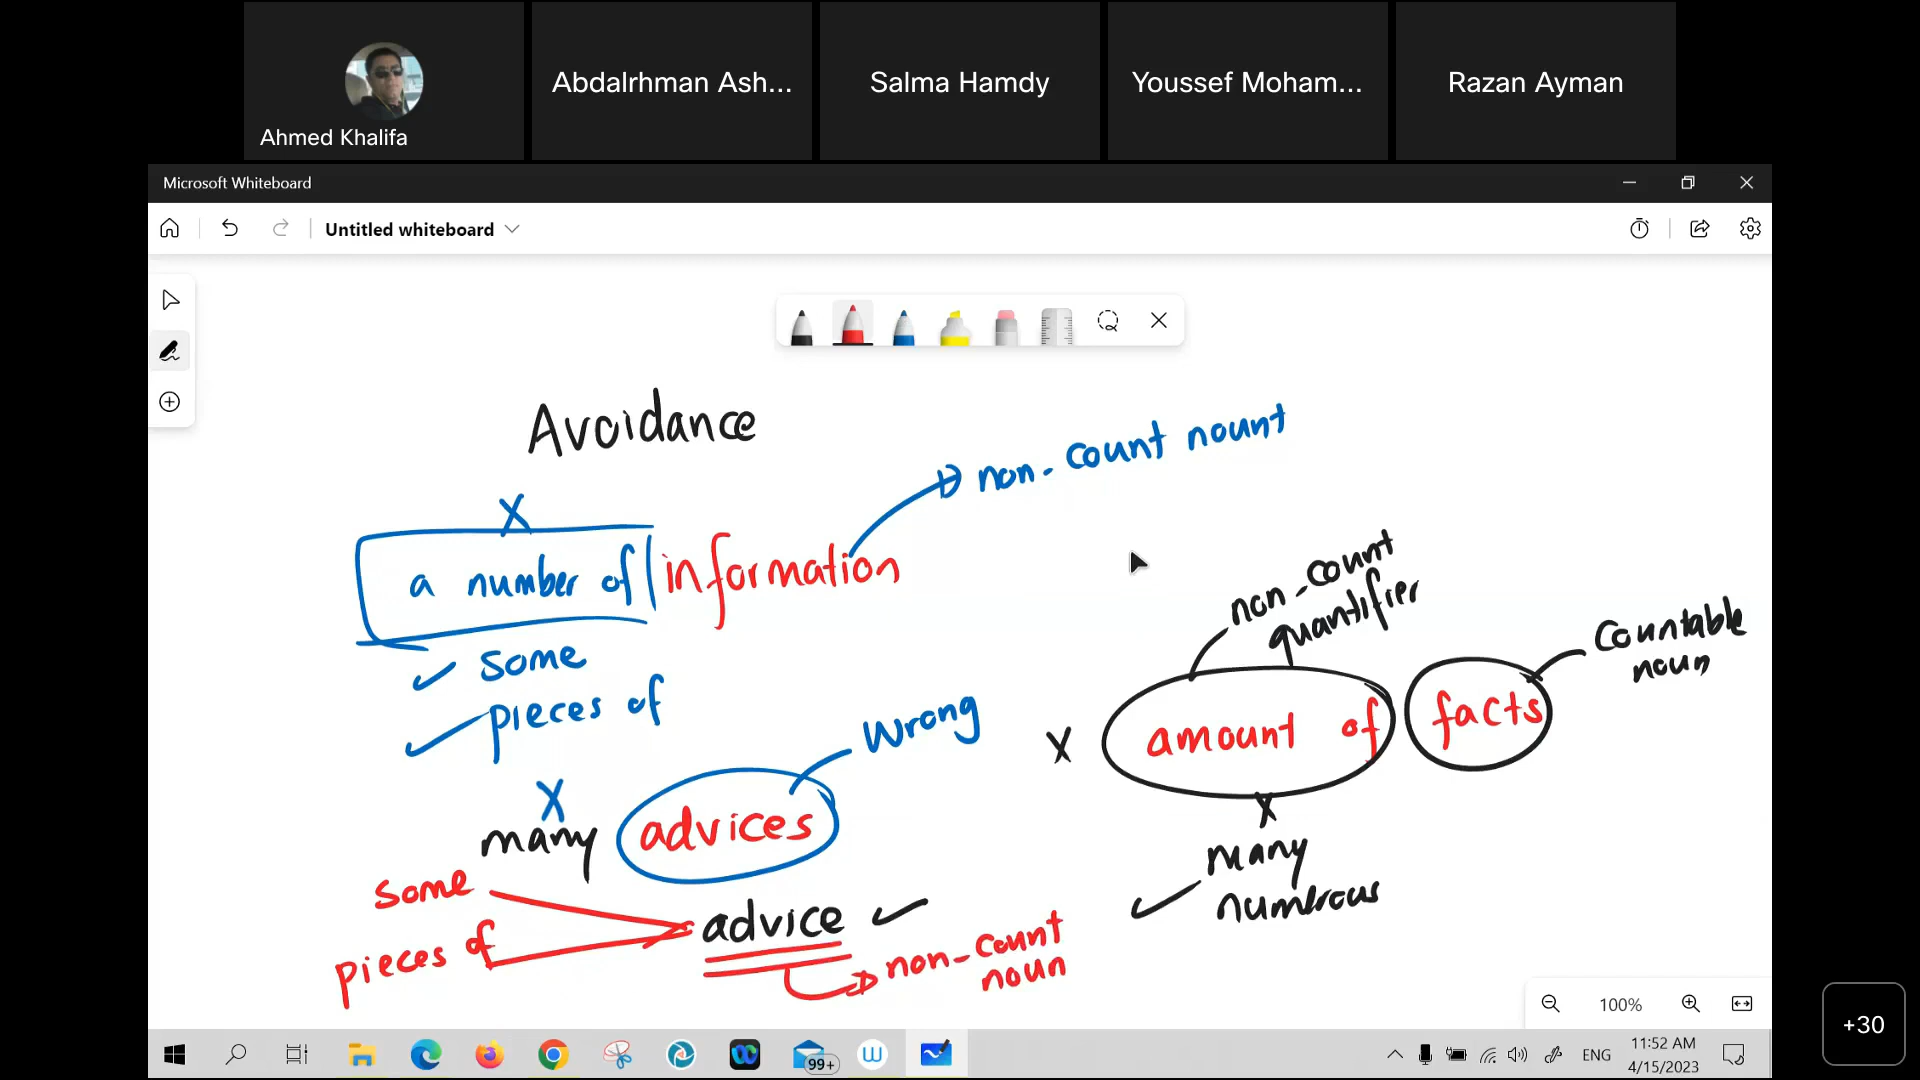 Abdalrhman Ash...
Salma Hamdy
Youssef Moham...
Razan Ayman
Ahmed Khalifa
Microsoft Whiteboard
Untitled whiteboard
Avoidance
non-count nount
X
a number of information
some
pieces of
non-count
quantifier
countable
noun
X amount of facts
wrong
X
many advices
X
many
numerous
some
pieces of
advice
non-count
noun
100%
+30
99+
ENG
11:52 AM
4/15/2023